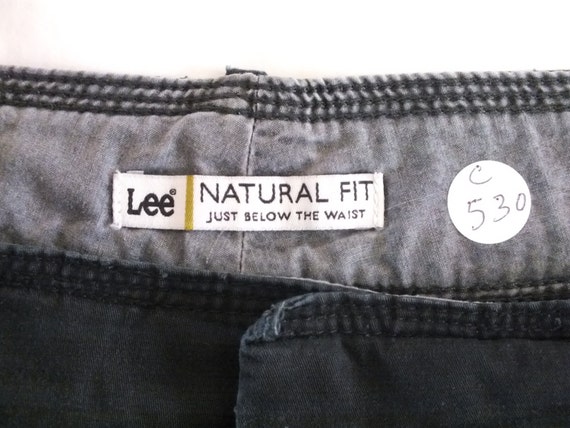 Lee® NATURAL FIT
JUST BELOW THE WAIST
C
530